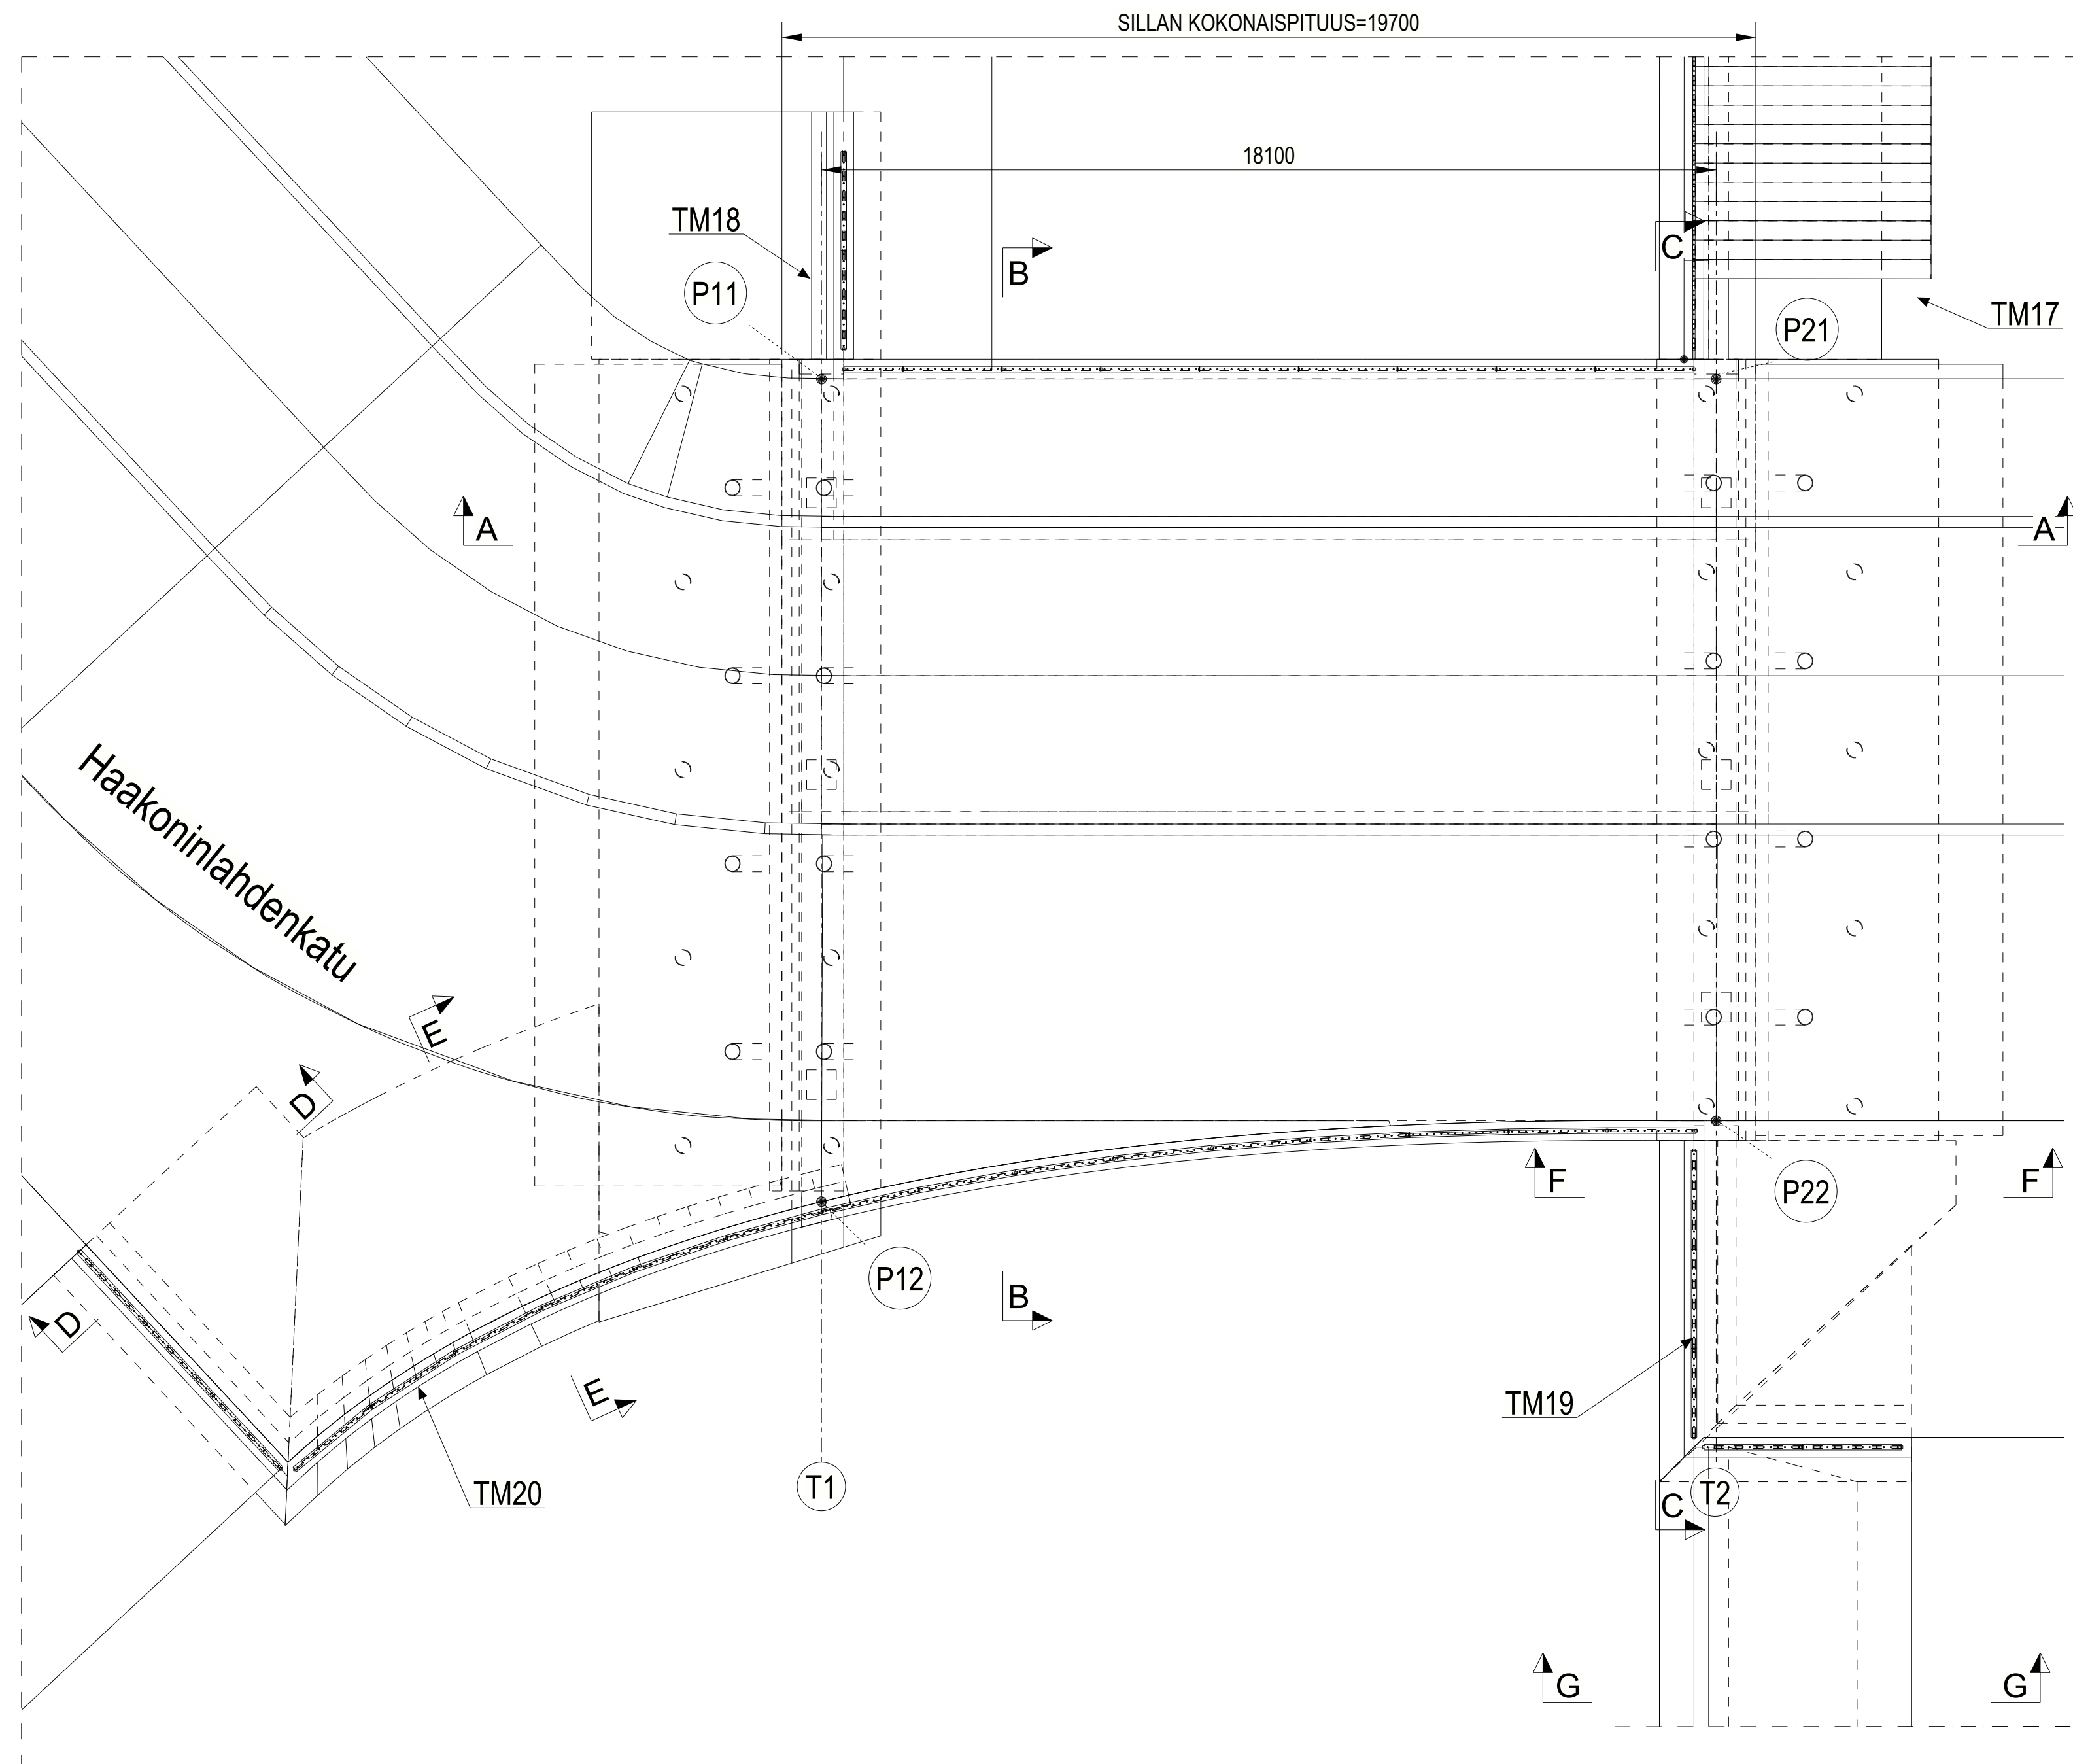 SILLAN KOKONAISPITUUS=19700
18100
TM18
B
C
P11
TM17
P21
A
A
Haakoninlahdenkatu
E
D
F
F
P22
P12
B
D
E
TM19
TM20
T1
T2
C
G
G